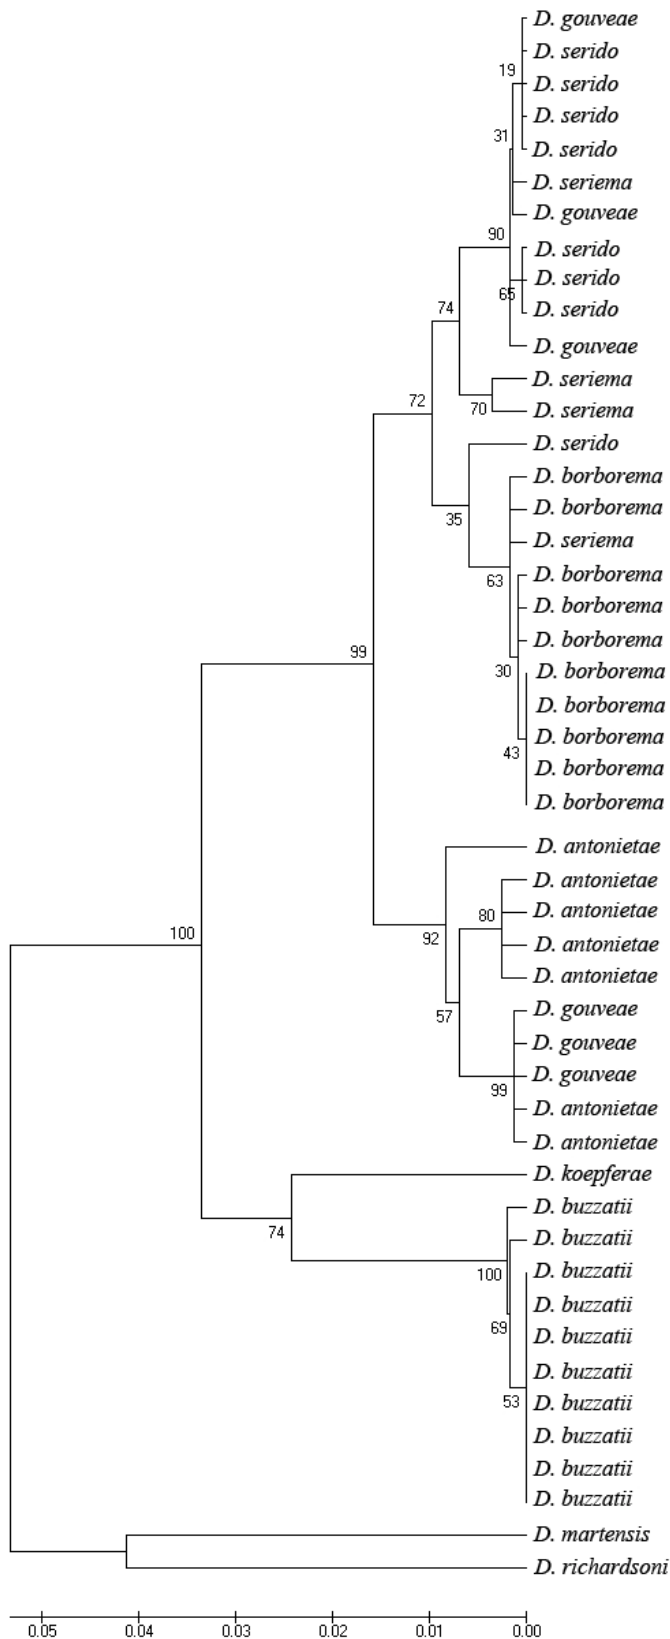 D. gouveae
D. serido
19
D. serido
D. serido
31
D. serido
D. seriema
D. gouveae
90
D. serido
D. serido
65
74
D. serido
D. gouveae
D. seriema
72
70
D. seriema
D. serido
D. borborema
35
D. borborema
D. seriema
63
D. borborema
D. borborema
D. borborema
99
30
D. borborema
D. borborema
D. borborema
43
D. borborema
D. borborema
D. antonietae
D. antonietae
80
D. antonietae
100
92
D. antonietae
D. antonietae
57
D. gouveae
D. gouveae
D. gouveae
99
D. antonietae
D. antonietae
D. koepferae
D. buzzatii
74
D. buzzatii
100
D. buzzatii
D. buzzatii
69
D. buzzatii
D. buzzatii
53
D. buzzatii
D. buzzatii
D. buzzatii
D. buzzatii
D. martensis
D. richardsoni
0.05 0.04 0.03 0.02 0.01 0.00